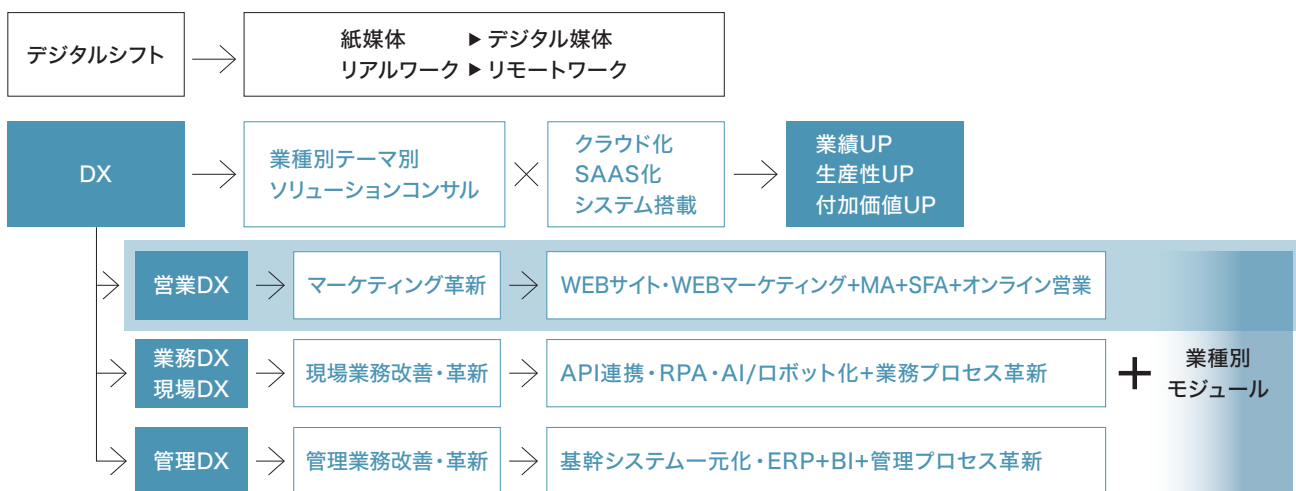 デジタルシフト
紙媒体 ▶ デジタル媒体
リアルワーク ▶ リモートワーク
DX
業種別テーマ別
ソリューションコンサル
×
クラウド化
SAAS化
システム搭載
業績UP
生産性UP
付加価値UP
営業DX
マーケティング革新
WEBサイト・WEBマーケティング+MA+SFA+オンライン営業
業務DX
現場DX
現場業務改善・革新
API連携・RPA・AI/ロボット化+業務プロセス革新
+
業種別
モジュール
管理DX
管理業務改善・革新
基幹システム一元化・ERP+BI+管理プロセス革新